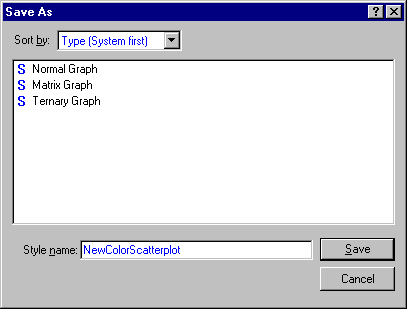 Save As
Sort by: Type (System first)
S Normal Graph
S Matrix Graph
S Ternary Graph
Style name: NewColorScatterplot
Save
Cancel